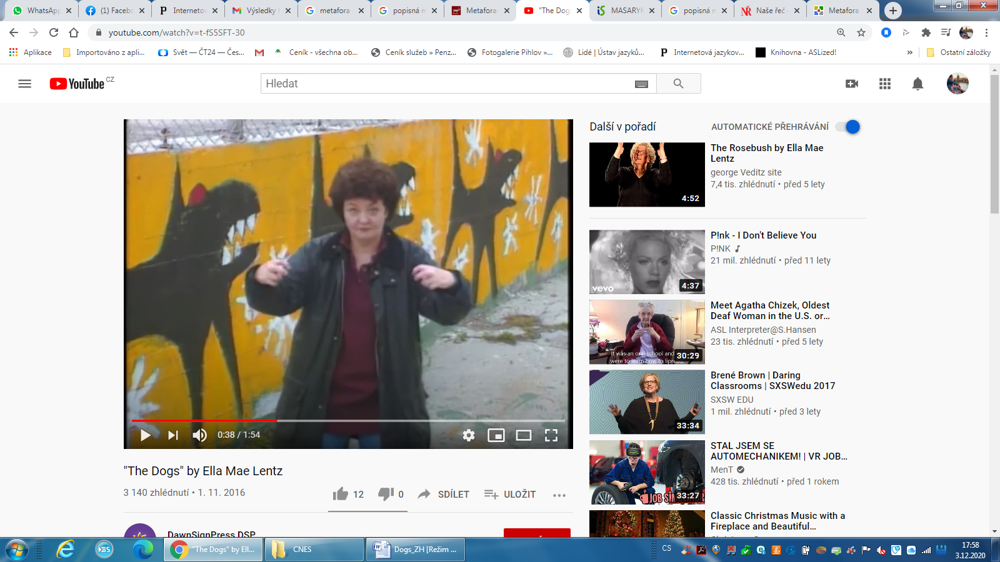 WhatsApp
(1) Facebo
Internetov
Výsledky
metafora
popisná m
Metafora-
"The Dog
MASARYK
popisná m
Naše řeč -
Metafora
youtube.com/watch?v=t-fS5SFT-30
Aplikace
Importováno z apli...
Svět — ČT24 — Čes...
Ceník - všechna ob...
Ceník služeb » Penz...
Fotogalerie Pihlov »...
Lidé | Ústav jazyků...
Internetová jazykov...
Knihovna - ASLized!
»
Ostatní záložky
YouTube CZ
Hledat
0:38 / 1:54
"The Dogs" by Ella Mae Lentz
3 140 zhlédnutí • 1. 11. 2016
12
0
SDÍLET
ULOŽIT
DawnSignPress DSP
Další v pořadí
AUTOMATICKÉ PŘEHRÁVÁNÍ
4:52
The Rosebush by Ella Mae
Lentz
george Veditz site
7,4 tis. zhlédnutí • před 5 lety
vevo
4:37
P!nk - I Don't Believe You
P!NK
21 mil. zhlédnutí • před 11 lety
It was an oral school and
were to learn how to lipread.
30:29
Meet Agatha Chizek, Oldest
Deaf Woman in the U.S. or...
ASL Interpreter@S.Hansen
23 tis. zhlédnutí • před 5 lety
33:34
Brené Brown | Daring
Classrooms | SXSWedu 2017
SXSW EDU
1 mil. zhlédnutí • před 3 lety
JOB SIMULATOR
33:27
STAL JSEM SE
AUTOMECHANIKEM! | VR JOB...
MenT
428 tis. zhlédnutí • před 1 rokem
Classic Christmas Music with a
Fireplace and Beautiful...
"The Dogs" by Ell...
CNES
Dogs_ZH [Režim ...
CS
17:58
3.12.2020